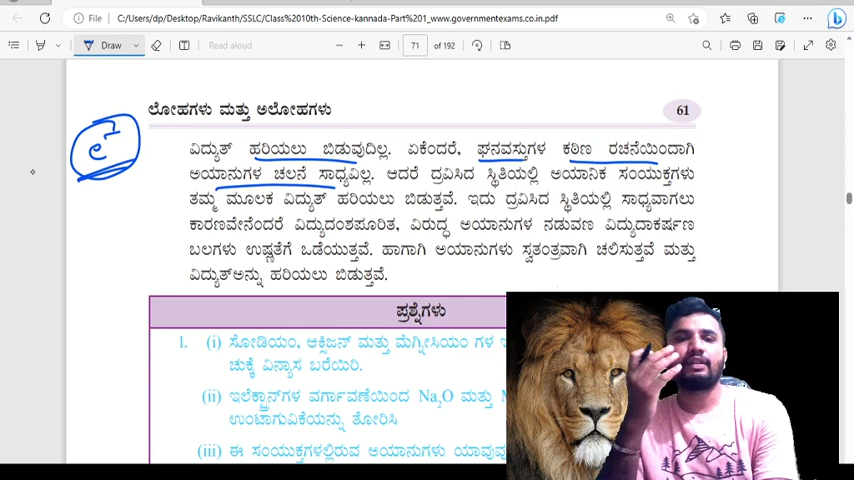 C:/Users/dp/Desktop/Ravikanth/SSLC/Class%2010th-Science-kannada-Part%201_www.governmentexams.co.in.pdf
Draw
Read aloud
71 of 192
ಲೋಹಗಳು ಮತ್ತು ಅಲೋಹಗಳು 61
ವಿದ್ಯುತ್ ಹರಿಯಲು ಬಿಡುವುದಿಲ್ಲ. ಏಕೆಂದರೆ, ಘನವಸ್ತುಗಳ ಕಠಿಣ ರಚನೆಯಿಂದಾಗಿ
ಅಯಾನುಗಳ ಚಲನೆ ಸಾಧ್ಯವಿಲ್ಲ. ಆದರೆ ದ್ರವಿಸಿದ ಸ್ಥಿತಿಯಲ್ಲಿ ಅಯಾನಿಕ ಸಂಯುಕ್ತಗಳು
ತಮ್ಮ ಮೂಲಕ ವಿದ್ಯುತ್ ಹರಿಯಲು ಬಿಡುತ್ತವೆ. ಇದು ದ್ರವಿಸಿದ ಸ್ಥಿತಿಯಲ್ಲಿ ಸಾಧ್ಯವಾಗಲು
ಕಾರಣವೇನೆಂದರೆ ವಿದ್ಯುದಂಶಪೂರಿತ, ವಿರುದ್ಧ ಅಯಾನುಗಳ ನಡುವಣ ವಿದ್ಯುದಾಕರ್ಷಣ
ಬಲಗಳು ಉಷ್ಣತೆಗೆ ಒಡೆಯುತ್ತವೆ. ಹಾಗಾಗಿ ಅಯಾನುಗಳು ಸ್ವತಂತ್ರವಾಗಿ ಚಲಿಸುತ್ತವೆ ಮತ್ತು
ವಿದ್ಯುತ್‌ಅನ್ನು ಹರಿಯಲು ಬಿಡುತ್ತವೆ.
ಪ್ರಶ್ನೆಗಳು
1. (i) ಸೋಡಿಯಂ, ಆಕ್ಸಿಜನ್ ಮತ್ತು ಮೆಗ್ನೀಸಿಯಂ ಗಳ
ಚುಕ್ಕೆ ವಿನ್ಯಾಸ ಬರೆಯಿರಿ.
(ii) ಇಲೆಕ್ಟ್ರಾನ್‌ಗಳ ವರ್ಗಾವಣೆಯಿಂದ Na₂O ಮತ್ತು
ಉಂಟಾಗುವಿಕೆಯನ್ನು ತೋರಿಸಿ
(iii) ಈ ಸಂಯುಕ್ತಗಳಲ್ಲಿರುವ ಅಯಾನುಗಳು